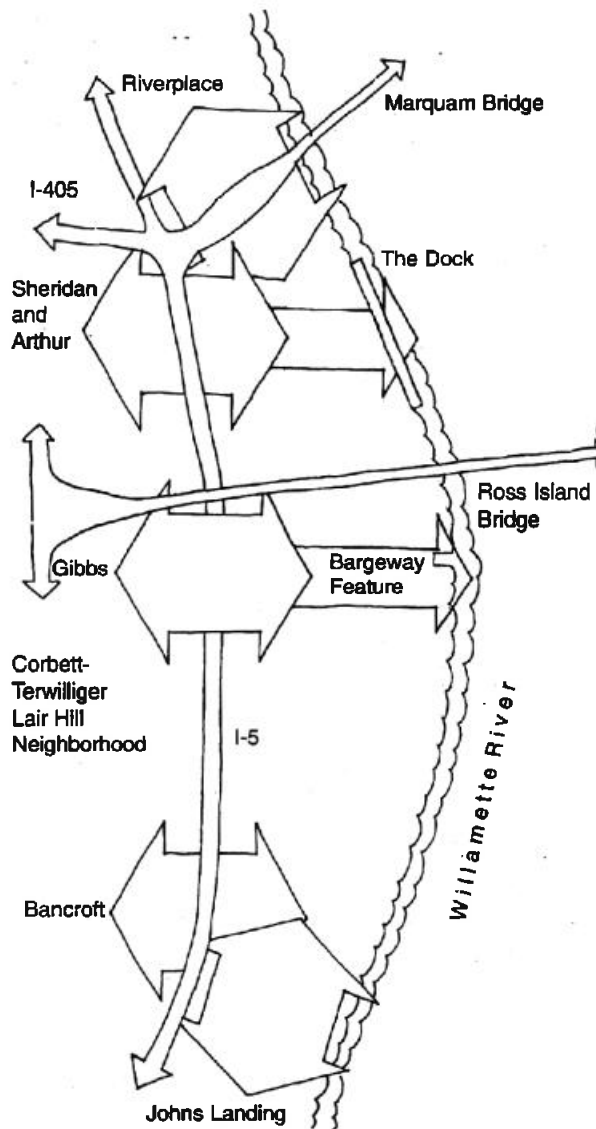 Riverplace
Marquam Bridge
I-405
The Dock
Sheridan
and
Arthur
Ross Island
Bridge
Gibbs
Bargeway
Feature
Corbett-
Terwilliger
Lair Hill
Neighborhood
I-5
Willamette River
Bancroft
Johns Landing